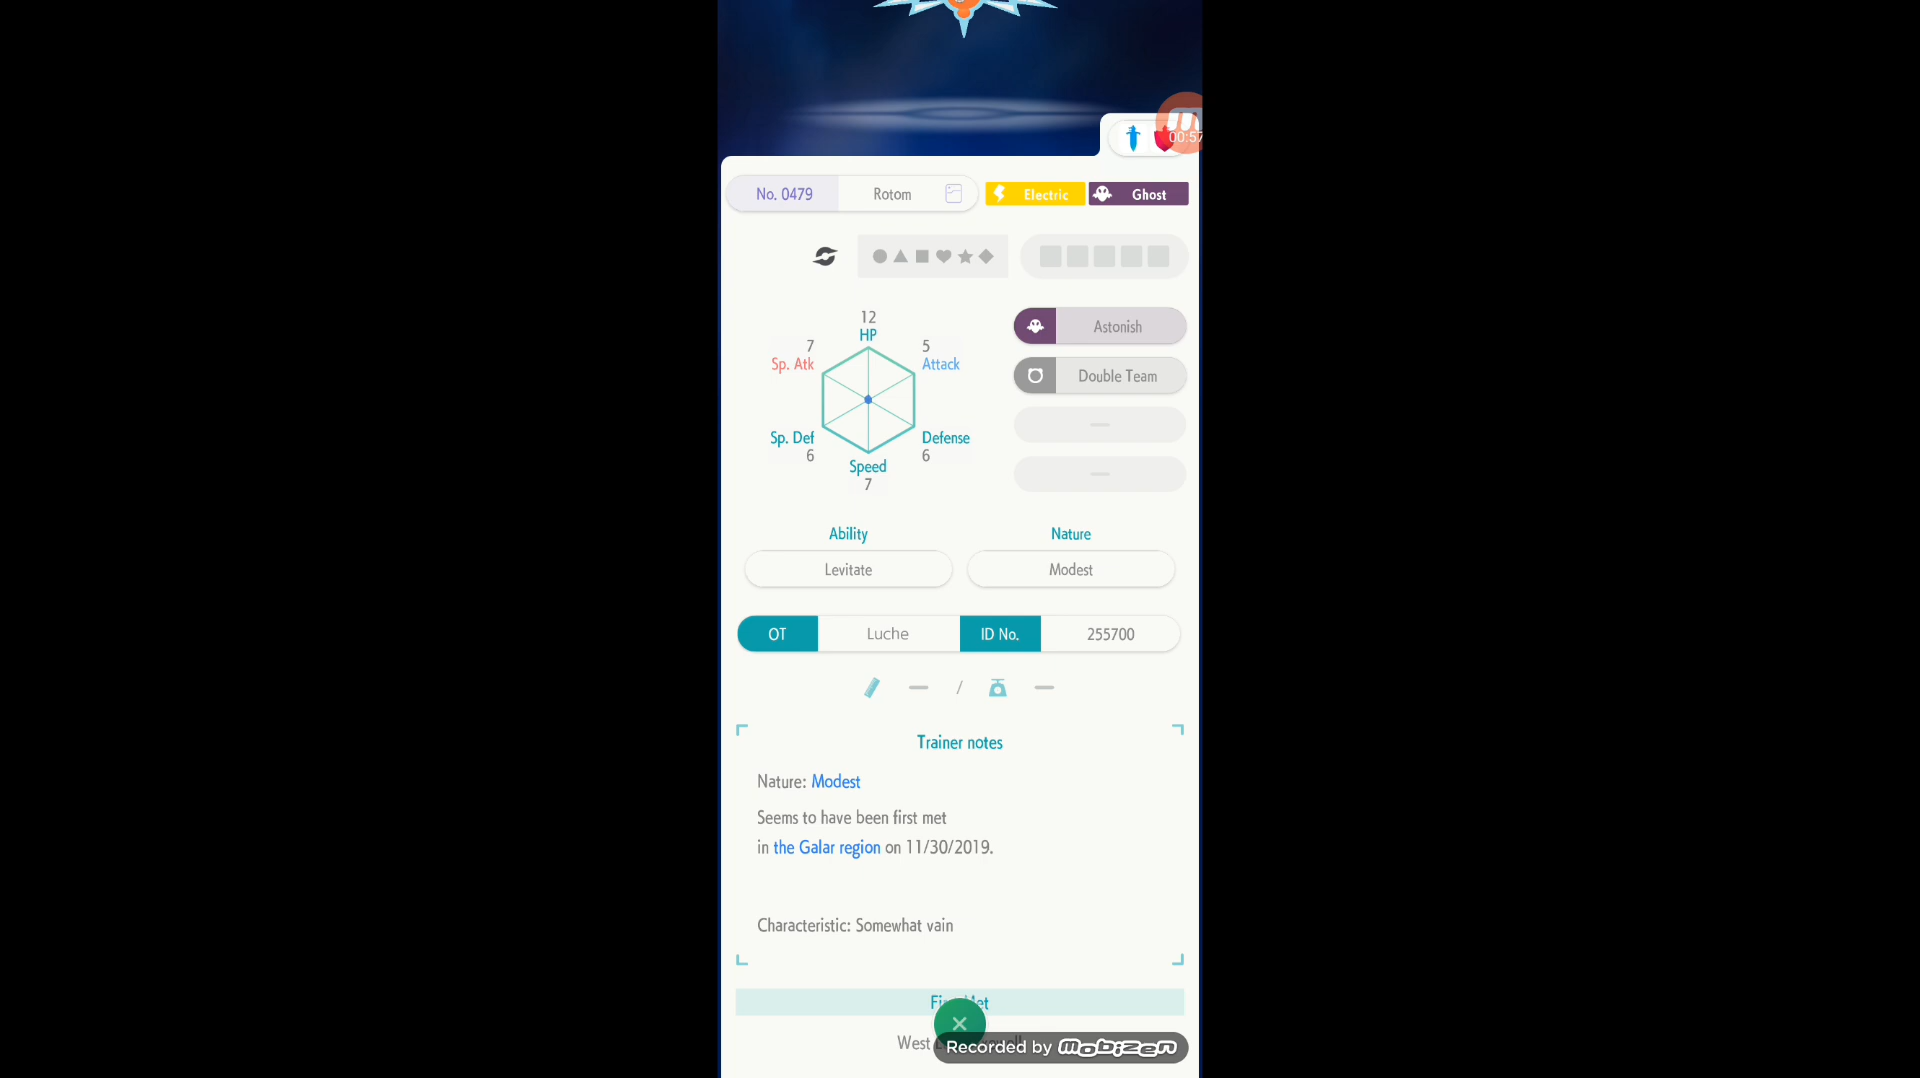 00:57
No. 0479
Rotom
Electric
Ghost
12
HP
7
Sp. Atk
5
Attack
Astonish
Double Team
Sp. Def
6
Defense
6
Speed
7
Ability
Nature
Levitate
Modest
OT
Luche
ID No.
255700
/
Trainer notes
Nature: Modest
Seems to have been first met
in the Galar region on 11/30/2019.
Characteristic: Somewhat vain
West
Recorded by mobizen